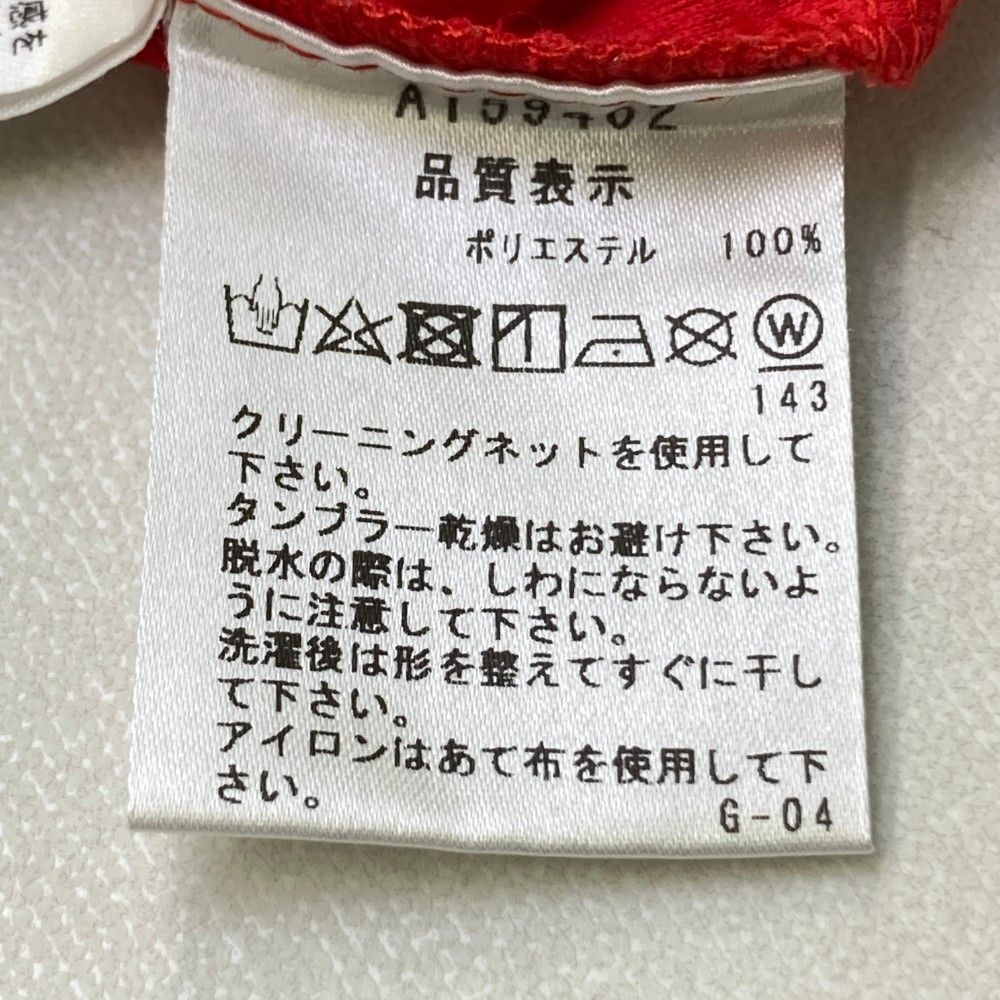 感を
A159402
品質表示
ポリエステル 100%
W
143
クリーニングネットを使用して
下さい。
タンブラー乾燥はお避け下さい。
脱水の際は、しわにならないよ
うに注意して下さい。
洗濯後は形を整えてすぐに干し
て下さい。
アイロンはあて布を使用して下
さい。
G-04